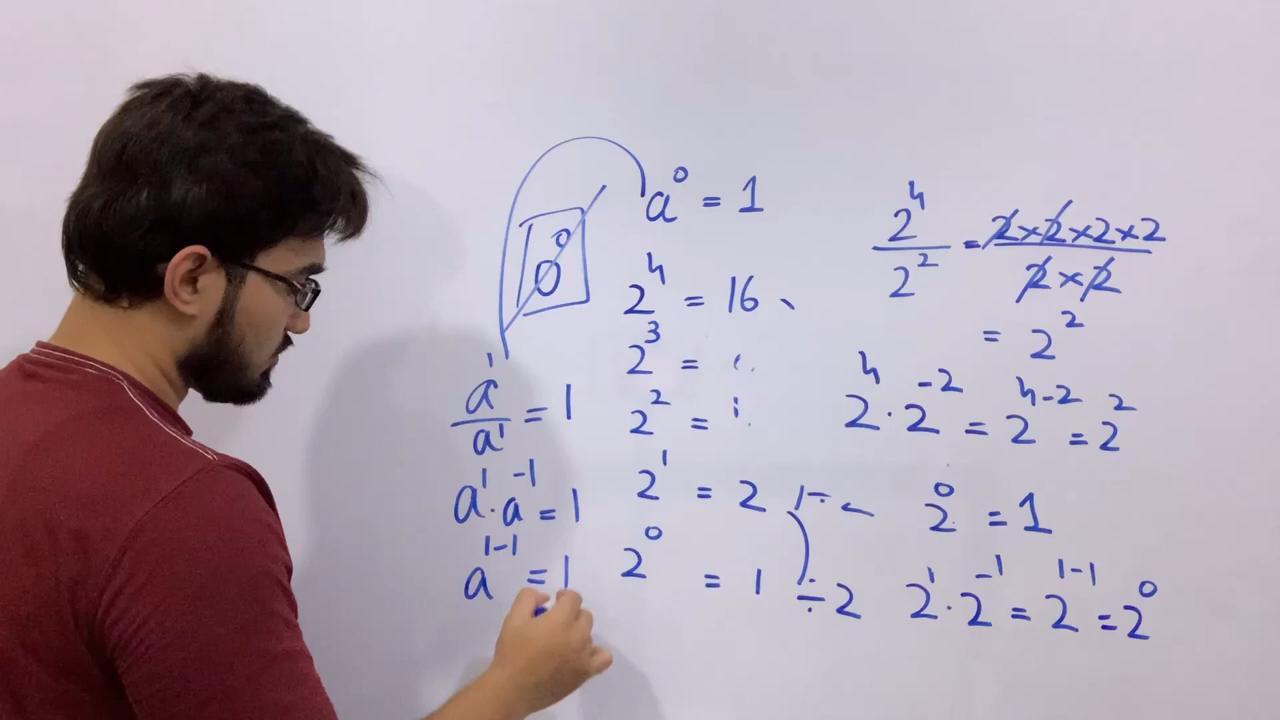 a⁰ = 1
0⁰
2⁴ = 16
2³ =
2² =
2¹ = 2
2⁰ = 1 ÷2
a¹/a¹ = 1
a¹·a⁻¹ = 1
a¹⁻¹ = 1
2⁴/2² = 2×2×2×2/2×2
= 2²
2⁴·2⁻² = 2⁴⁻² = 2²
2⁰ = 1
2¹·2⁻¹ = 2¹⁻¹ = 2⁰